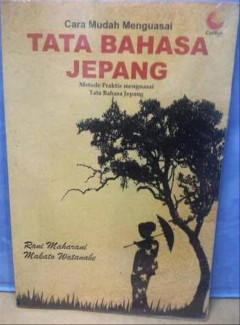 Cara Mudah Menguasai
TATA BAHASA
JEPANG
Metode Praktis menguasai
Tata Bahasa Jepang
Rani Maharani
Makoto Watanabe